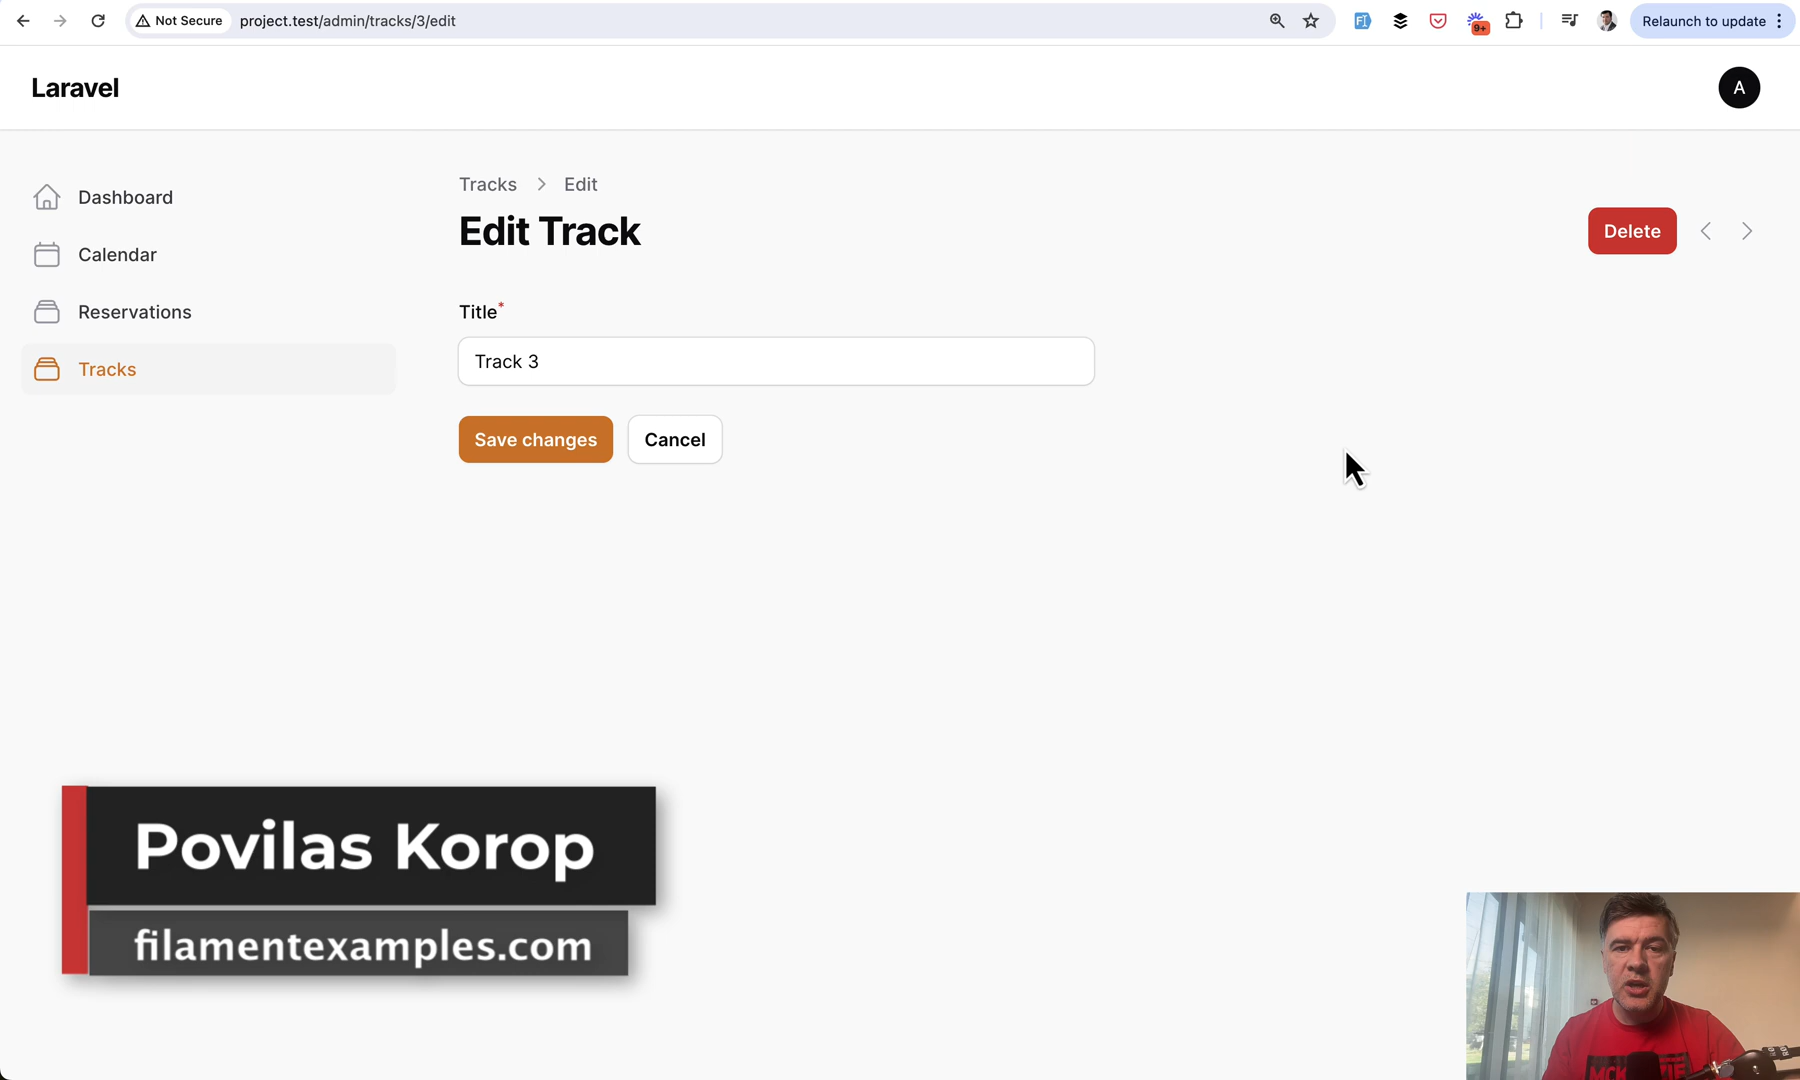 Not Secure
project.test/admin/tracks/3/edit
9+
Relaunch to update
Laravel
A
Dashboard
Calendar
Reservations
Tracks
Tracks > Edit
Edit Track
Delete
Title*
Track 3
Save changes
Cancel
Povilas Korop
filamentexamples.com